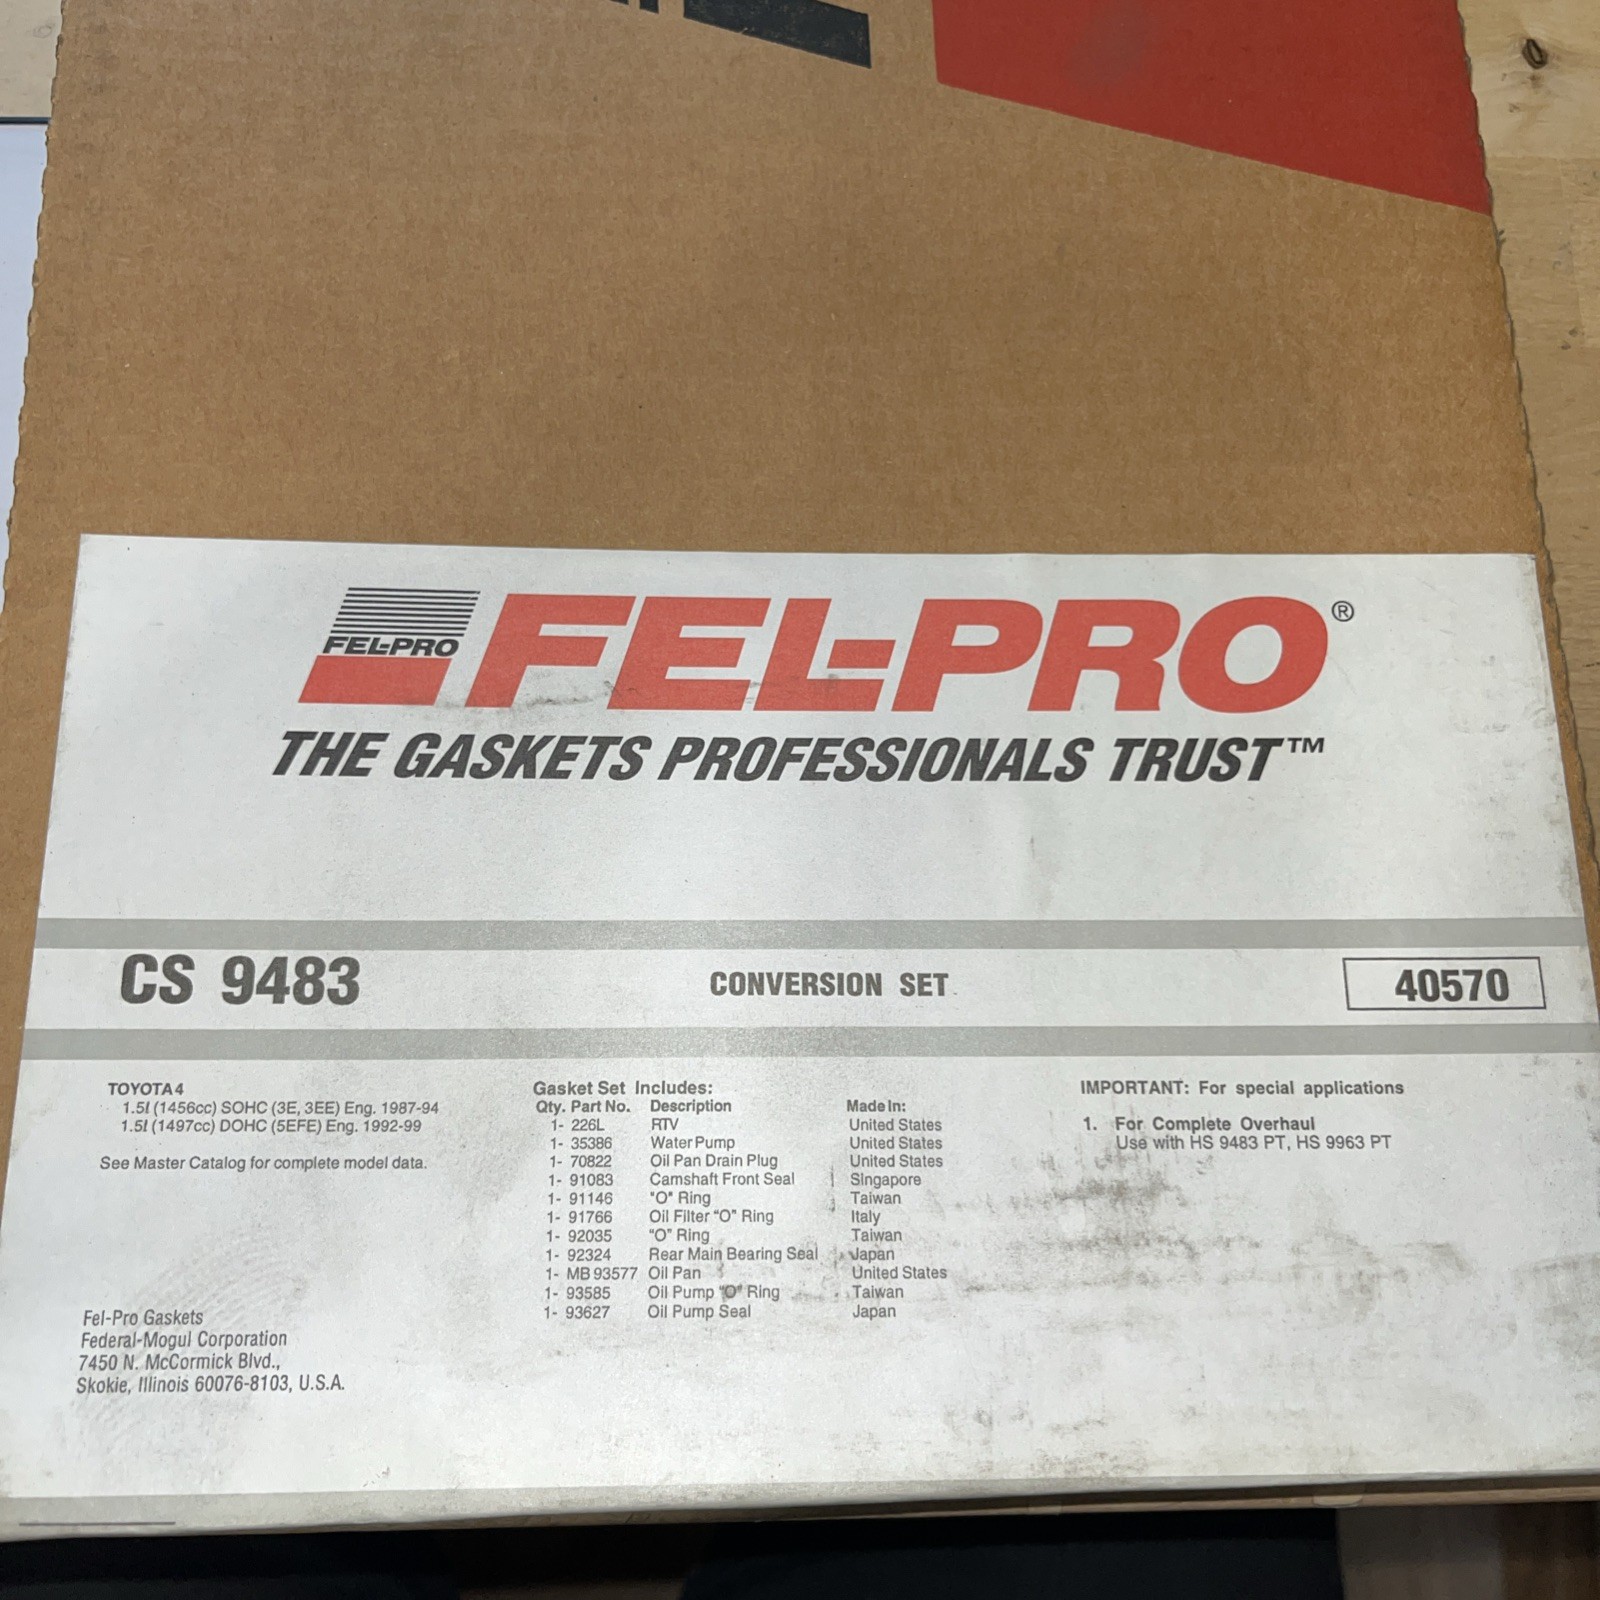 FEL-PRO
FEL-PRO®
THE GASKETS PROFESSIONALS TRUST™
CS 9483
CONVERSION SET
40570
TOYOTA 4
1.5l (1456cc) SOHC (3E, 3EE) Eng. 1987-94
1.5l (1497cc) DOHC (5EFE) Eng. 1992-99
See Master Catalog for complete model data.
Gasket Set Includes:
Qty. Part No. Description Made In:
1- 226L RTV United States
1- 35386 Water Pump United States
1- 70822 Oil Pan Drain Plug United States
1- 91083 Camshaft Front Seal Singapore
1- 91146 "O" Ring Taiwan
1- 91766 Oil Filter "O" Ring Italy
1- 92035 "O" Ring Taiwan
1- 92324 Rear Main Bearing Seal Japan
1- MB 93577 Oil Pan United States
1- 93585 Oil Pump "O" Ring Taiwan
1- 93627 Oil Pump Seal Japan
IMPORTANT: For special applications
1. For Complete Overhaul
Use with HS 9483 PT, HS 9963 PT
Fel-Pro Gaskets
Federal-Mogul Corporation
7450 N. McCormick Blvd.,
Skokie, Illinois 60076-8103, U.S.A.